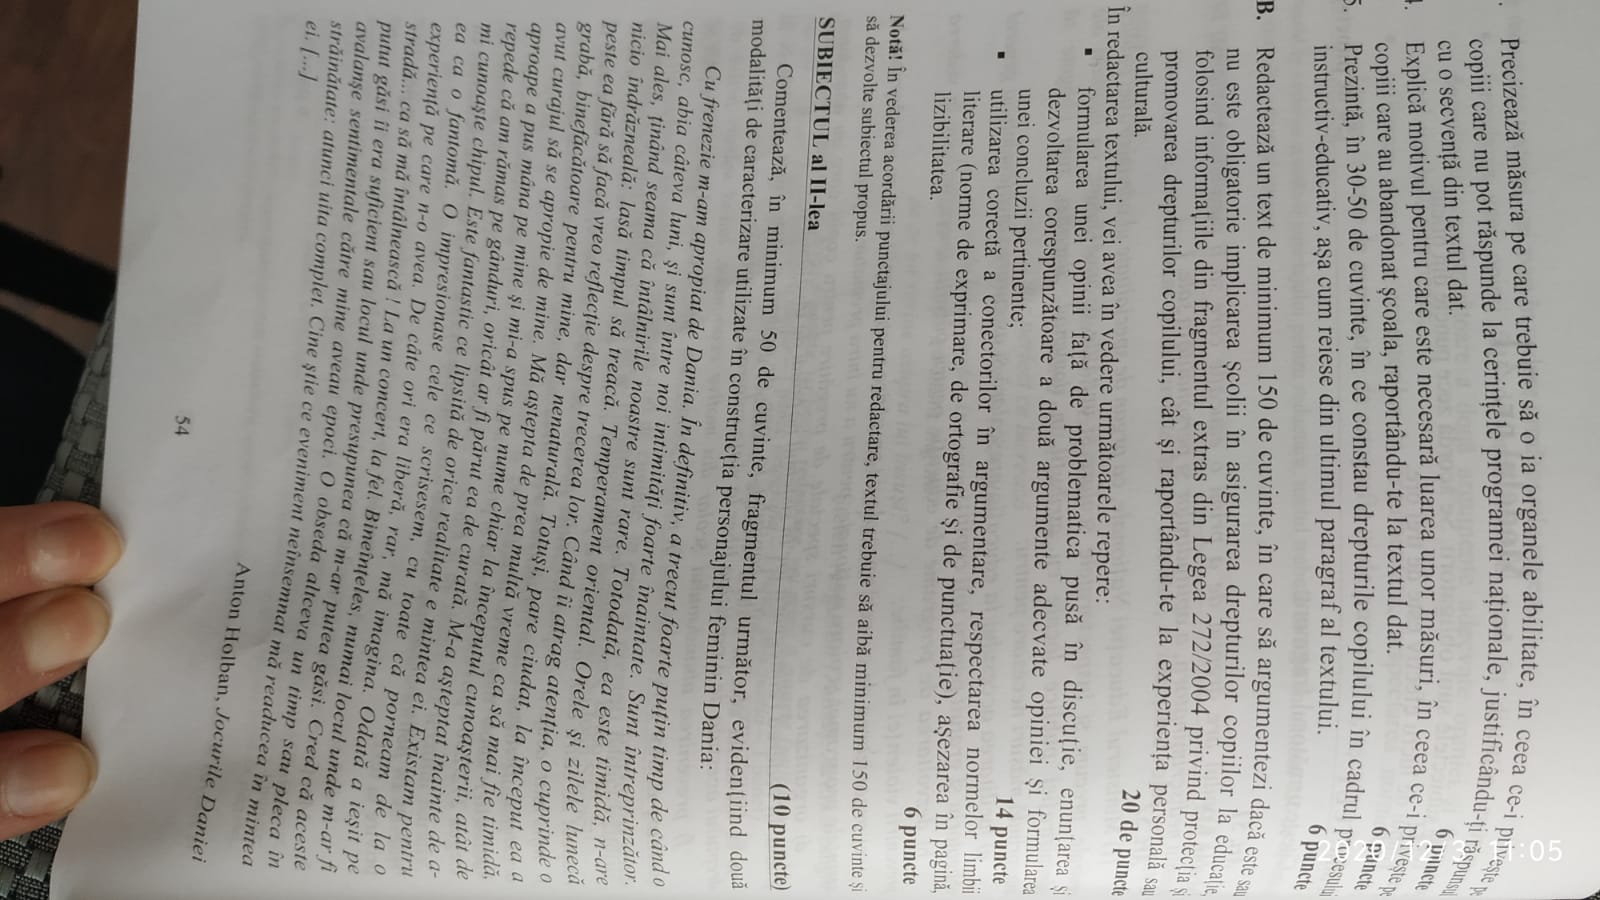 . Precizează măsura pe care trebuie să o ia organele abilitate, în ceea ce-i privește pe
copiii care nu pot răspunde la cerințele programei naționale, justificându-ți răspunsul
cu o secvență din textul dat.
6 puncte
4. Explică motivul pentru care este necesară luarea unor măsuri, în ceea ce-i privește pe
copiii care au abandonat școala, raportându-te la textul dat.
6 puncte
5. Prezintă, în 30-50 de cuvinte, în ce constau drepturile copilului în cadrul procesului
instructiv-educativ, așa cum reiese din ultimul paragraf al textului.
6 puncte
B. Redactează un text de minimum 150 de cuvinte, în care să argumentezi dacă este sau
nu este obligatorie implicarea școlii în asigurarea drepturilor copiilor la educație,
folosind informațiile din fragmentul extras din Legea 272/2004 privind protecția și
promovarea drepturilor copilului, cât și raportându-te la experiența personală sau
culturală.
20 de puncte
În redactarea textului, vei avea în vedere următoarele repere:
▪ formularea unei opinii față de problematica pusă în discuție, enunțarea și
dezvoltarea corespunzătoare a două argumente adecvate opiniei și formularea
unei concluzii pertinente;
14 puncte
▪ utilizarea corectă a conectorilor în argumentare, respectarea normelor limbii
literare (norme de exprimare, de ortografie și de punctuație), așezarea în pagină,
lizibilitatea.
6 puncte
Notă! În vederea acordării punctajului pentru redactare, textul trebuie să aibă minimum 150 de cuvinte și
să dezvolte subiectul propus.
SUBIECTUL al II-lea
(10 puncte)
Comentează, în minimum 50 de cuvinte, fragmentul următor, evidențiind două
modalități de caracterizare utilizate în construcția personajului feminin Dania:
Cu frenezie m-am apropiat de Dania. În definitiv, a trecut foarte puțin timp de când o
cunosc, abia câteva luni, și sunt între noi intimități foarte înaintate. Sunt întreprinzător.
Mai ales, ținând seama că întâlnirile noastre sunt rare. Totodată, ea este timidă, n-are
nicio îndrăzneală: lasă timpul să treacă. Temperament oriental. Orele și zilele lunecă
peste ea fără să facă vreo reflecție despre trecerea lor. Când îi atrag atenția, o cuprinde o
grabă, binefăcătoare pentru mine, dar nenaturală. Totuși, pare ciudat, la început ea a
avut curajul să se apropie de mine. Mă aștepta de prea multă vreme ca să mai fie timidă,
aproape a pus mâna pe mine și mi-a spus pe nume chiar la începutul cunoașterii, atât de
repede că am rămas pe gânduri, oricât ar fi părut ea de curată. M-a așteptat înainte de a-
mi cunoaște chipul. Este fantastic ce lipsită de orice realitate e mintea ei. Existam pentru
ea ca o fantomă. O impresionase cele ce scrisesem, cu toate că porneam de la o
experiență pe care n-o avea. De câte ori era liberă, rar, mă imagina. Odată a ieșit pe
stradă... ca să mă întâlnească ! La un concert, la fel. Bineînțeles, numai locul unde m-ar fi
putut găsi îi era suficient sau locul unde presupunea că m-ar putea găsi. Cred că aceste
avalanșe sentimentale către mine aveau epoci. O obseda altceva un timp sau pleca în
străinătate: atunci uita complet. Cine știe ce eveniment neînsemnat mă readucea în mintea
ei. [...]
Anton Holban, Jocurile Daniei
54